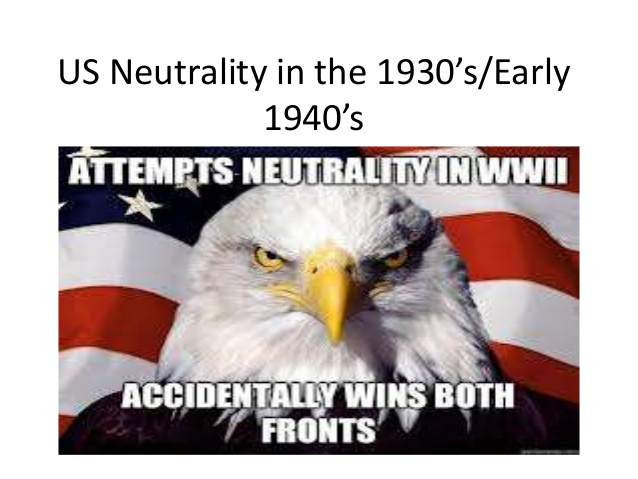 US Neutrality in the 1930’s/Early
1940’s
ATTEMPTS NEUTRALITY IN WWII
ACCIDENTALLY WINS BOTH
FRONTS